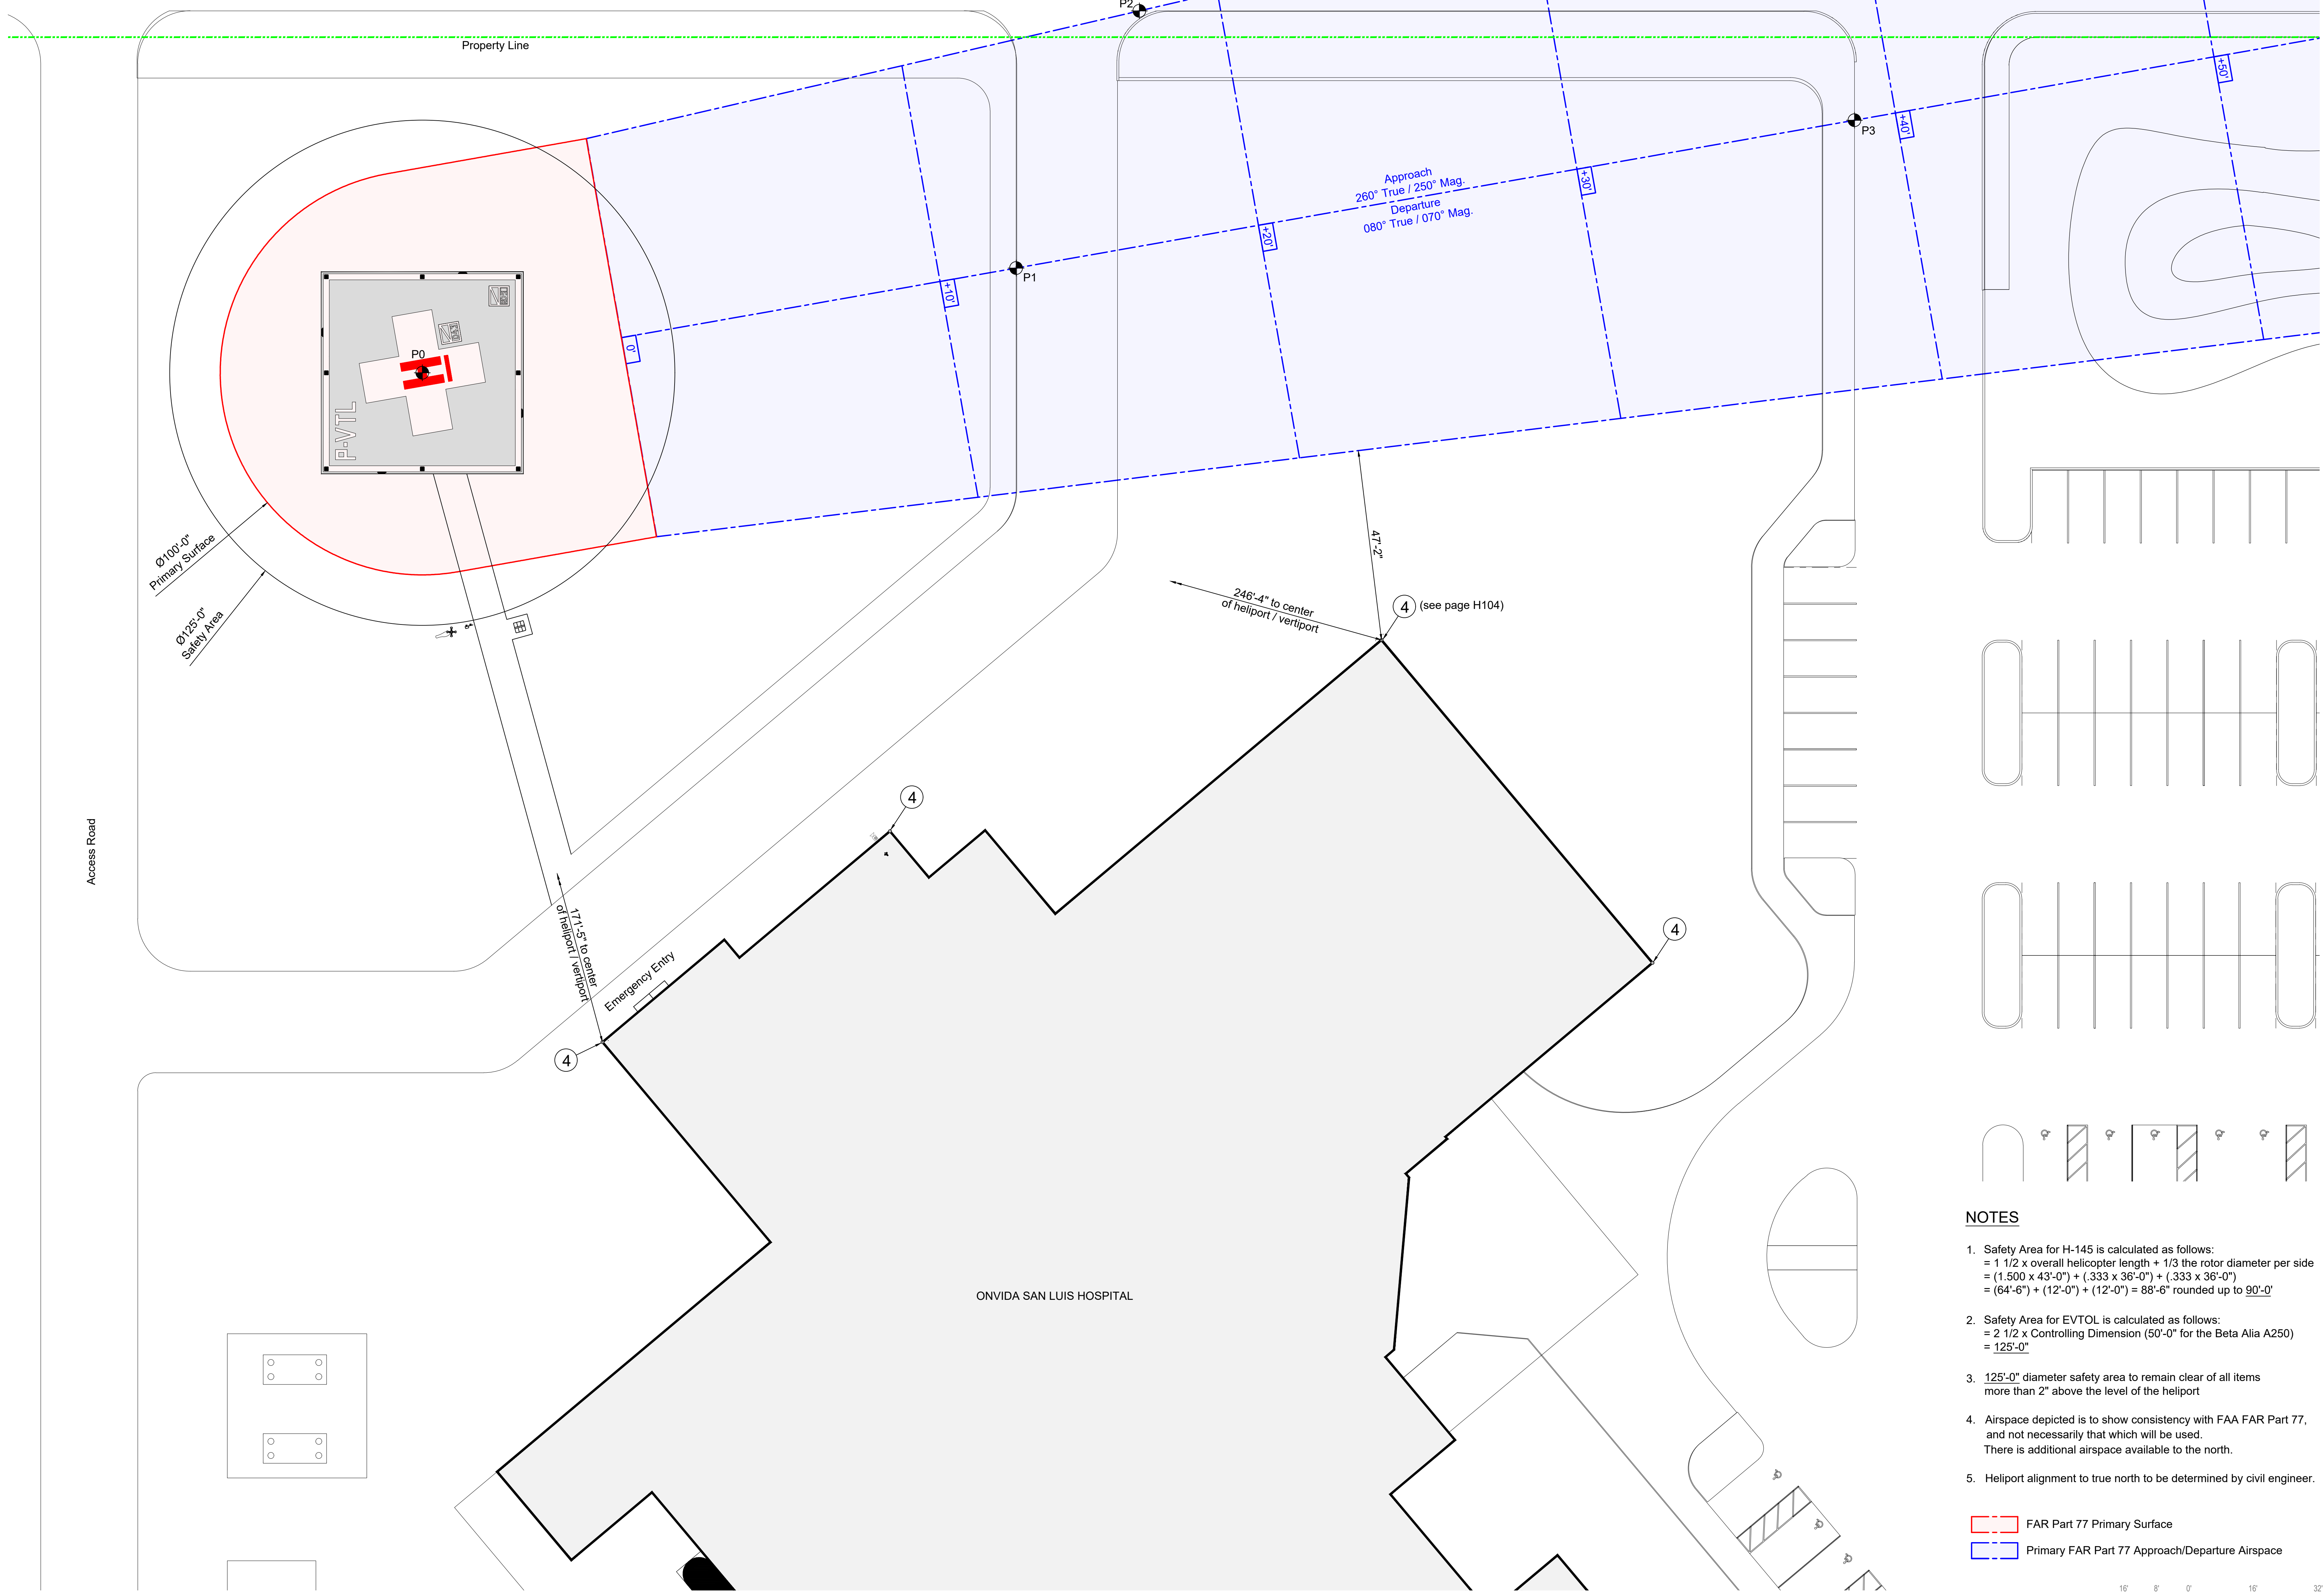 P2
Property Line
+50'
+40'
P3
Approach
260° True / 250° Mag.
Departure
080° True / 070° Mag.
+30'
+20'
P1
+10'
0'
P0
H
P-VTL
Ø100'-0"
Primary Surface
Ø125'-0"
Safety Area
47'-2"
246'-4" to center
of heliport / vertiport
4 (see page H104)
4
4
4
171'-5" to center
of heliport / vertiport
Emergency Entry
Access Road
ONVIDA SAN LUIS HOSPITAL
NOTES
1. Safety Area for H-145 is calculated as follows:
= 1 1/2 x overall helicopter length + 1/3 the rotor diameter per side
= (1.500 x 43'-0") + (.333 x 36'-0") + (.333 x 36'-0")
= (64'-6") + (12'-0") + (12'-0") = 88'-6" rounded up to 90'-0'
2. Safety Area for EVTOL is calculated as follows:
= 2 1/2 x Controlling Dimension (50'-0" for the Beta Alia A250)
= 125'-0"
3. 125'-0" diameter safety area to remain clear of all items
more than 2" above the level of the heliport
4. Airspace depicted is to show consistency with FAA FAR Part 77,
and not necessarily that which will be used.
There is additional airspace available to the north.
5. Heliport alignment to true north to be determined by civil engineer.
FAR Part 77 Primary Surface
Primary FAR Part 77 Approach/Departure Airspace
16' 8' 0' 16' 32'